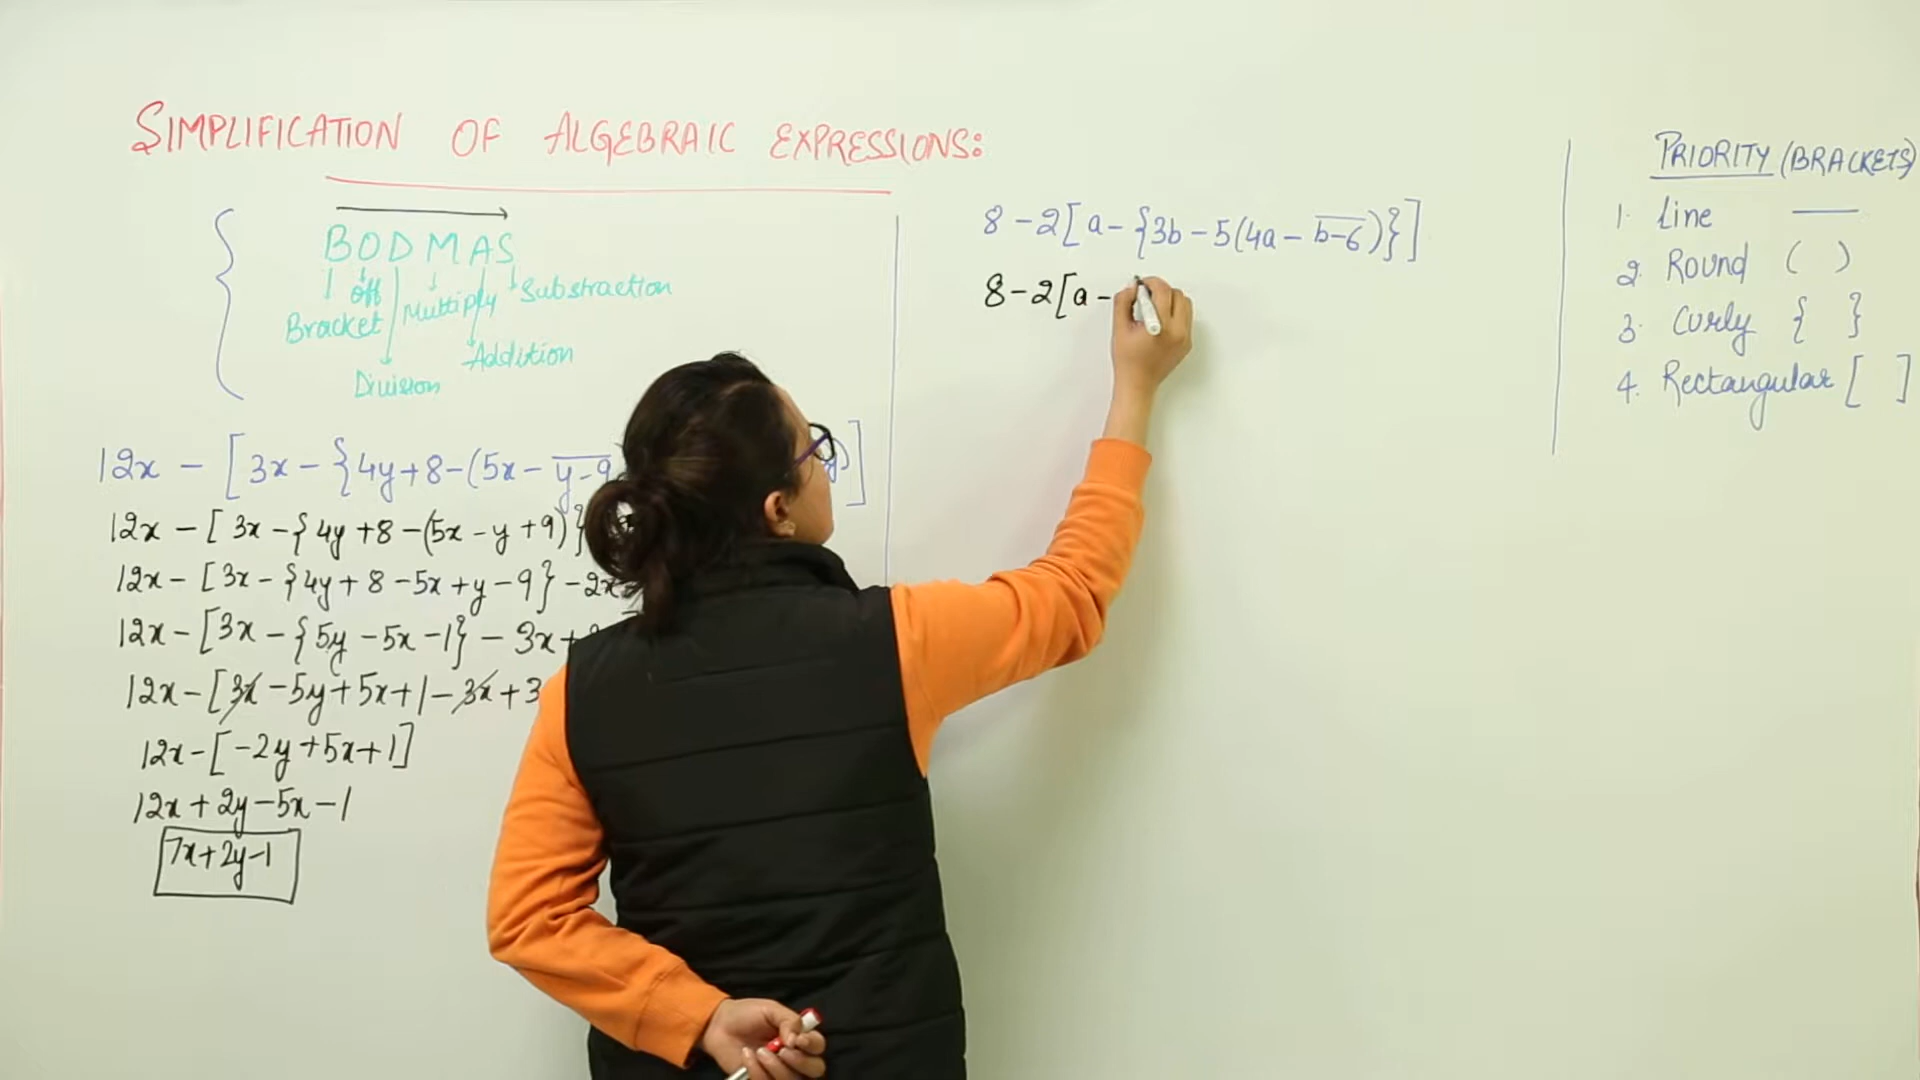 SIMPLIFICATION OF ALGEBRAIC EXPRESSIONS:
BODMAS
Bracket
Off
Division
Multiply
Addition
Substraction
12x - [3x - {4y+8-(5x - y-9
12x - [3x - {4y + 8 - (5x - y + 9)}
12x - [3x - {4y + 8 - 5x + y - 9} - 2x
12x - [3x - {5y - 5x - 1} - 3x +
12x - [3x - 5y + 5x + 1 - 3x + 3
12x - [-2y + 5x + 1]
12x + 2y - 5x - 1
7x + 2y - 1
8 - 2[a - {3b - 5(4a - b-6)}]
8 - 2[a -
PRIORITY (BRACKETS)
1. Line —
2. Round ( )
3. Curly { }
4. Rectangular [ ]